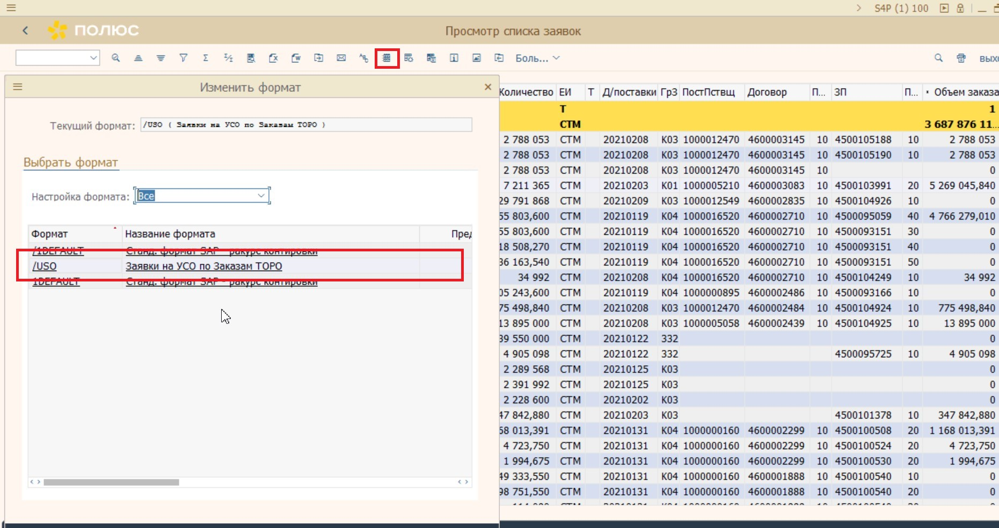 S4P (1) 100
ПОЛЮС
Просмотр списка заявок
Боль...
вых
Изменить формат
Текущий формат: /USO ( Заявки на УСО по Заказам ТОРО )
Выбрать формат
Настройка формата: Все
Формат Название формата Пред
/1DEFAULT Станд. формат SAP - ракурс контировки
/USO Заявки на УСО по Заказам ТОРО
1DEFAULT Станд. формат SAP - ракурс контировки
Количество ЕИ Т Д/поставки ГрЗ ПостПствщ Договор П... ЗП П... Объем заказа
Т 1
СТМ 3 687 876 11...
2 788 053 СТМ 20210208 К03 1000012470 4600003145 10 4500105188 10 2 788 053
2 788 053 СТМ 20210208 К03 1000012470 4600003145 10 4500105190 10 2 788 053
2 788 053 СТМ 20210208 К03 1000012470 4600003145 10 0
7 211 365 СТМ 20210203 К01 1000005210 4600003083 10 4500103991 20 5 269 045,840
29 791 868 СТМ 20210209 К03 1000012549 4600002835 10 4500104926 10 0
55 803,600 СТМ 20210119 К04 1000016520 4600002710 10 4500095059 40 4 766 279,010
55 803,600 СТМ 20210119 К04 1000016520 4600002710 10 4500093151 30 0
18 508,270 СТМ 20210119 К04 1000016520 4600002710 10 4500093151 40 0
36 163,540 СТМ 20210119 К04 1000016520 4600002710 10 4500093151 50 0
34 992 СТМ 20210208 К04 1000016520 4600002710 10 4500104249 10 34 992
05 243,600 СТМ 20210119 К04 1000000895 4600002486 10 4500093166 10 0
75 498,840 СТМ 20210208 К03 1000012470 4600002484 10 4500104924 10 775 498,840
13 895 000 СТМ 20210208 К03 1000005058 4600002439 10 4500104925 10 13 895 000
39 550 000 СТМ 20210122 332 0
4 905 098 СТМ 20210122 332 4500095725 10 4 905 098
2 289 568 СТМ 20210125 К03 0
2 391 992 СТМ 20210125 К03 0
2 228 600 СТМ 20210202 К03 0
47 842,880 СТМ 20210203 К03 4500101378 10 347 842,880
68 013,391 СТМ 20210131 К04 1000000160 4600002299 10 4500100508 20 1 168 013,391
4 723,750 СТМ 20210131 К04 1000000160 4600002299 10 4500100524 20 4 723,750
1 994,675 СТМ 20210131 К04 1000000160 4600002299 10 4500100530 20 1 994,675
49 333,550 СТМ 20210131 К04 1000000160 4600001888 10 4500100540 10 0
98 751,550 СТМ 20210131 К04 1000000160 4600001888 10 4500100540 20 0